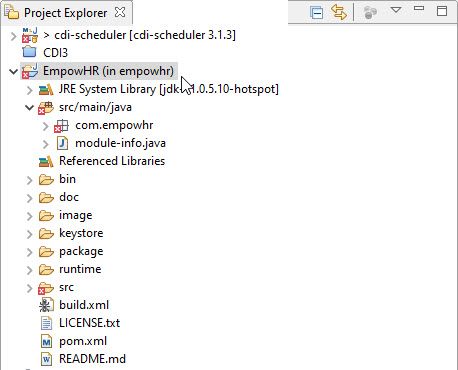 Project Explorer
> cdi-scheduler [cdi-scheduler 3.1.3]
CDI3
EmpowHR (in empowhr)
JRE System Library [jdk- 1.0.5.10-hotspot]
src/main/java
com.empowhr
module-info.java
Referenced Libraries
bin
doc
image
keystore
package
runtime
src
build.xml
LICENSE.txt
pom.xml
README.md